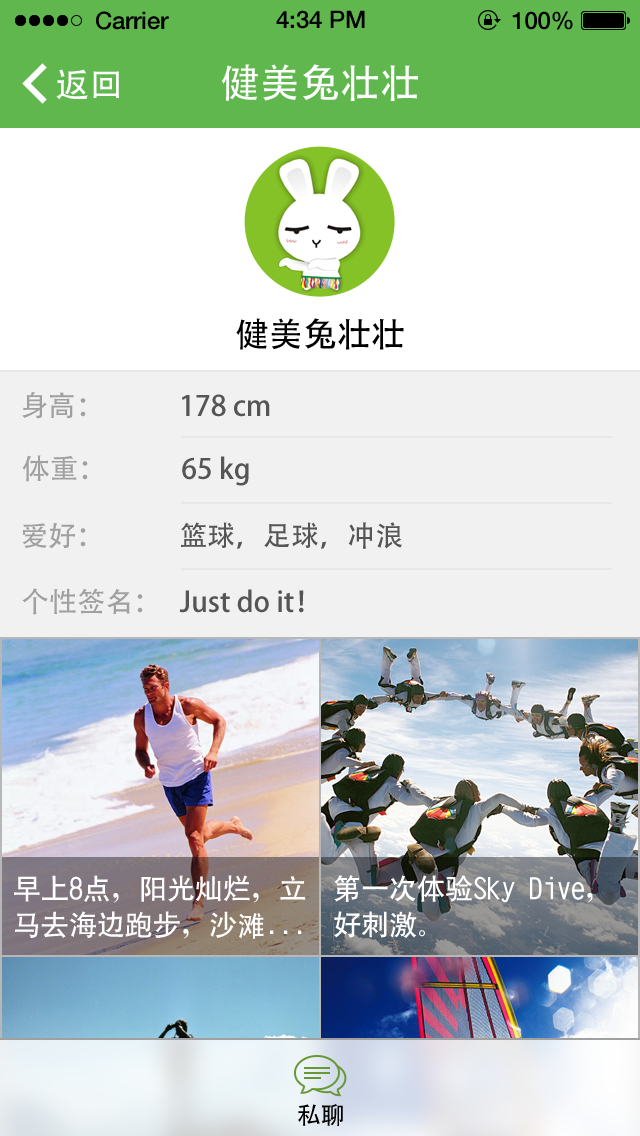 Carrier 4:34 PM 100%
返回 健美兔壮壮
健美兔壮壮
身高: 178 cm
体重: 65 kg
爱好: 篮球，足球，冲浪
个性签名: Just do it!
早上8点，阳光灿烂，立
马去海边跑步，沙滩...
第一次体验Sky Dive，
好刺激。
私聊